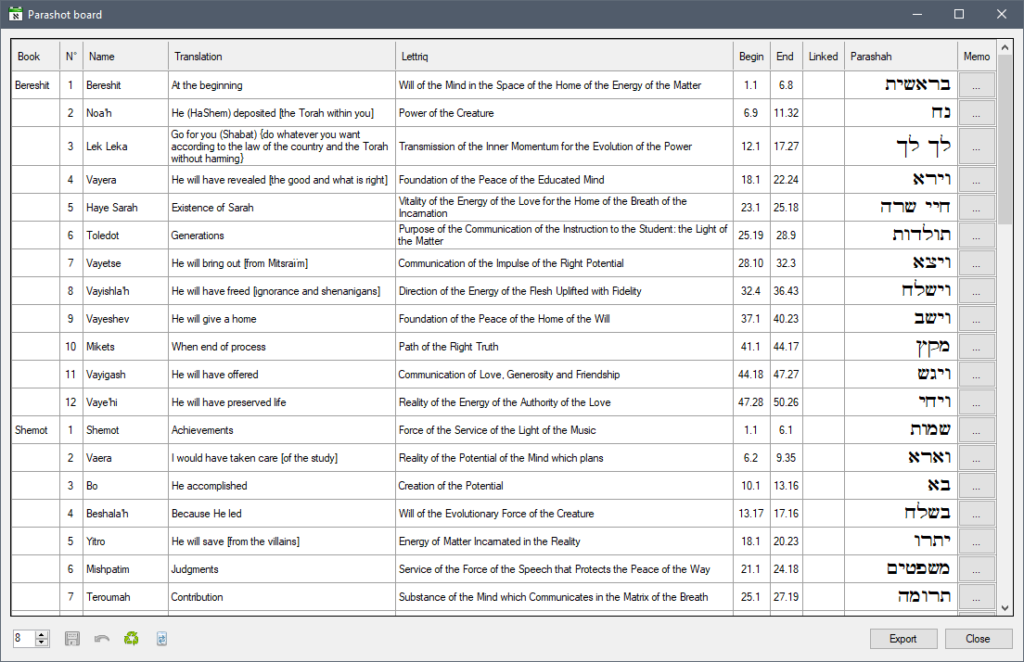 Parashot board
Book N° Name Translation Lettriq Begin End Linked Parashah Memo
Bereshit 1 Bereshit At the beginning Will of the Mind in the Space of the Home of the Energy of the Matter 1.1 6.8 בראשית ...
2 Noa'h He (HaShem) deposited [the Torah within you] Power of the Creature 6.9 11.32 נח ...
3 Lek Leka Go for you (Shabat) {do whatever you want
according to the law of the country and the Torah
without harming} Transmission of the Inner Momentum for the Evolution of the Power 12.1 17.27 לך לך ...
4 Vayera He will have revealed [the good and what is right] Foundation of the Peace of the Educated Mind 18.1 22.24 וירא ...
5 Haye Sarah Existence of Sarah Vitality of the Energy of the Love for the Home of the Breath of the
Incarnation 23.1 25.18 חיי שרה ...
6 Toledot Generations Purpose of the Communication of the Instruction to the Student: the Light of
the Matter 25.19 28.9 תולדות ...
7 Vayetse He will bring out [from Mitsraïm] Communication of the Impulse of the Right Potential 28.10 32.3 ויצא ...
8 Vayishla'h He will have freed [ignorance and shenanigans] Direction of the Energy of the Flesh Uplifted with Fidelity 32.4 36.43 וישלח ...
9 Vayeshev He will give a home Foundation of the Peace of the Home of the Will 37.1 40.23 וישב ...
10 Mikets When end of process Path of the Right Truth 41.1 44.17 מקץ ...
11 Vayigash He will have offered Communication of Love, Generosity and Friendship 44.18 47.27 ויגש ...
12 Vaye'hi He will have preserved life Reality of the Energy of the Authority of the Love 47.28 50.26 ויחי ...
Shemot 1 Shemot Achievements Force of the Service of the Light of the Music 1.1 6.1 שמות ...
2 Vaera I would have taken care [of the study] Reality of the Potential of the Mind which plans 6.2 9.35 וארא ...
3 Bo He accomplished Creation of the Potential 10.1 13.16 בא ...
4 Beshala'h Because He led Will of the Evolutionary Force of the Creature 13.17 17.16 בשלח ...
5 Yitro He will save [from the villains] Energy of Matter Incarnated in the Reality 18.1 20.23 יתרו ...
6 Mishpatim Judgments Service of the Force of the Speech that Protects the Peace of the Way 21.1 24.18 משפטים ...
7 Teroumah Contribution Substance of the Mind which Communicates in the Matrix of the Breath 25.1 27.19 תרומה ...
8 Export Close